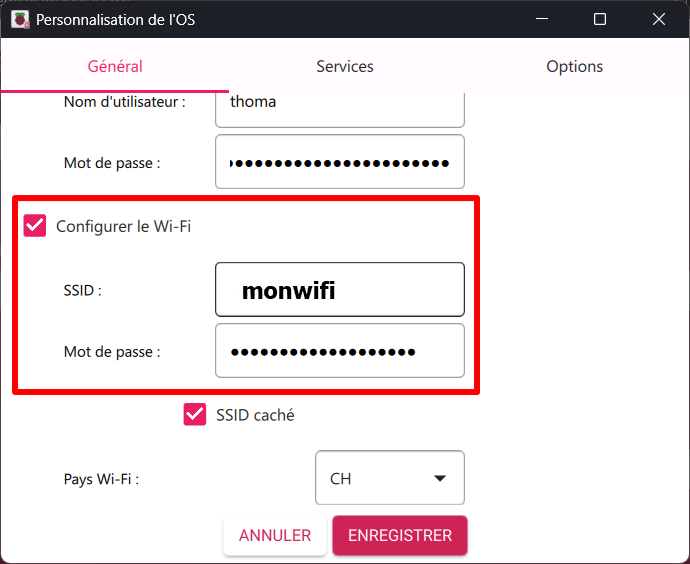 Personnalisation de l'OS
Général Services Options
Nom d'utilisateur : thoma
Mot de passe : •••••••••••••••••••••••
Configurer le Wi-Fi
SSID : monwifi
Mot de passe : ••••••••••••••••••
SSID caché
Pays Wi-Fi : CH
ANNULER ENREGISTRER